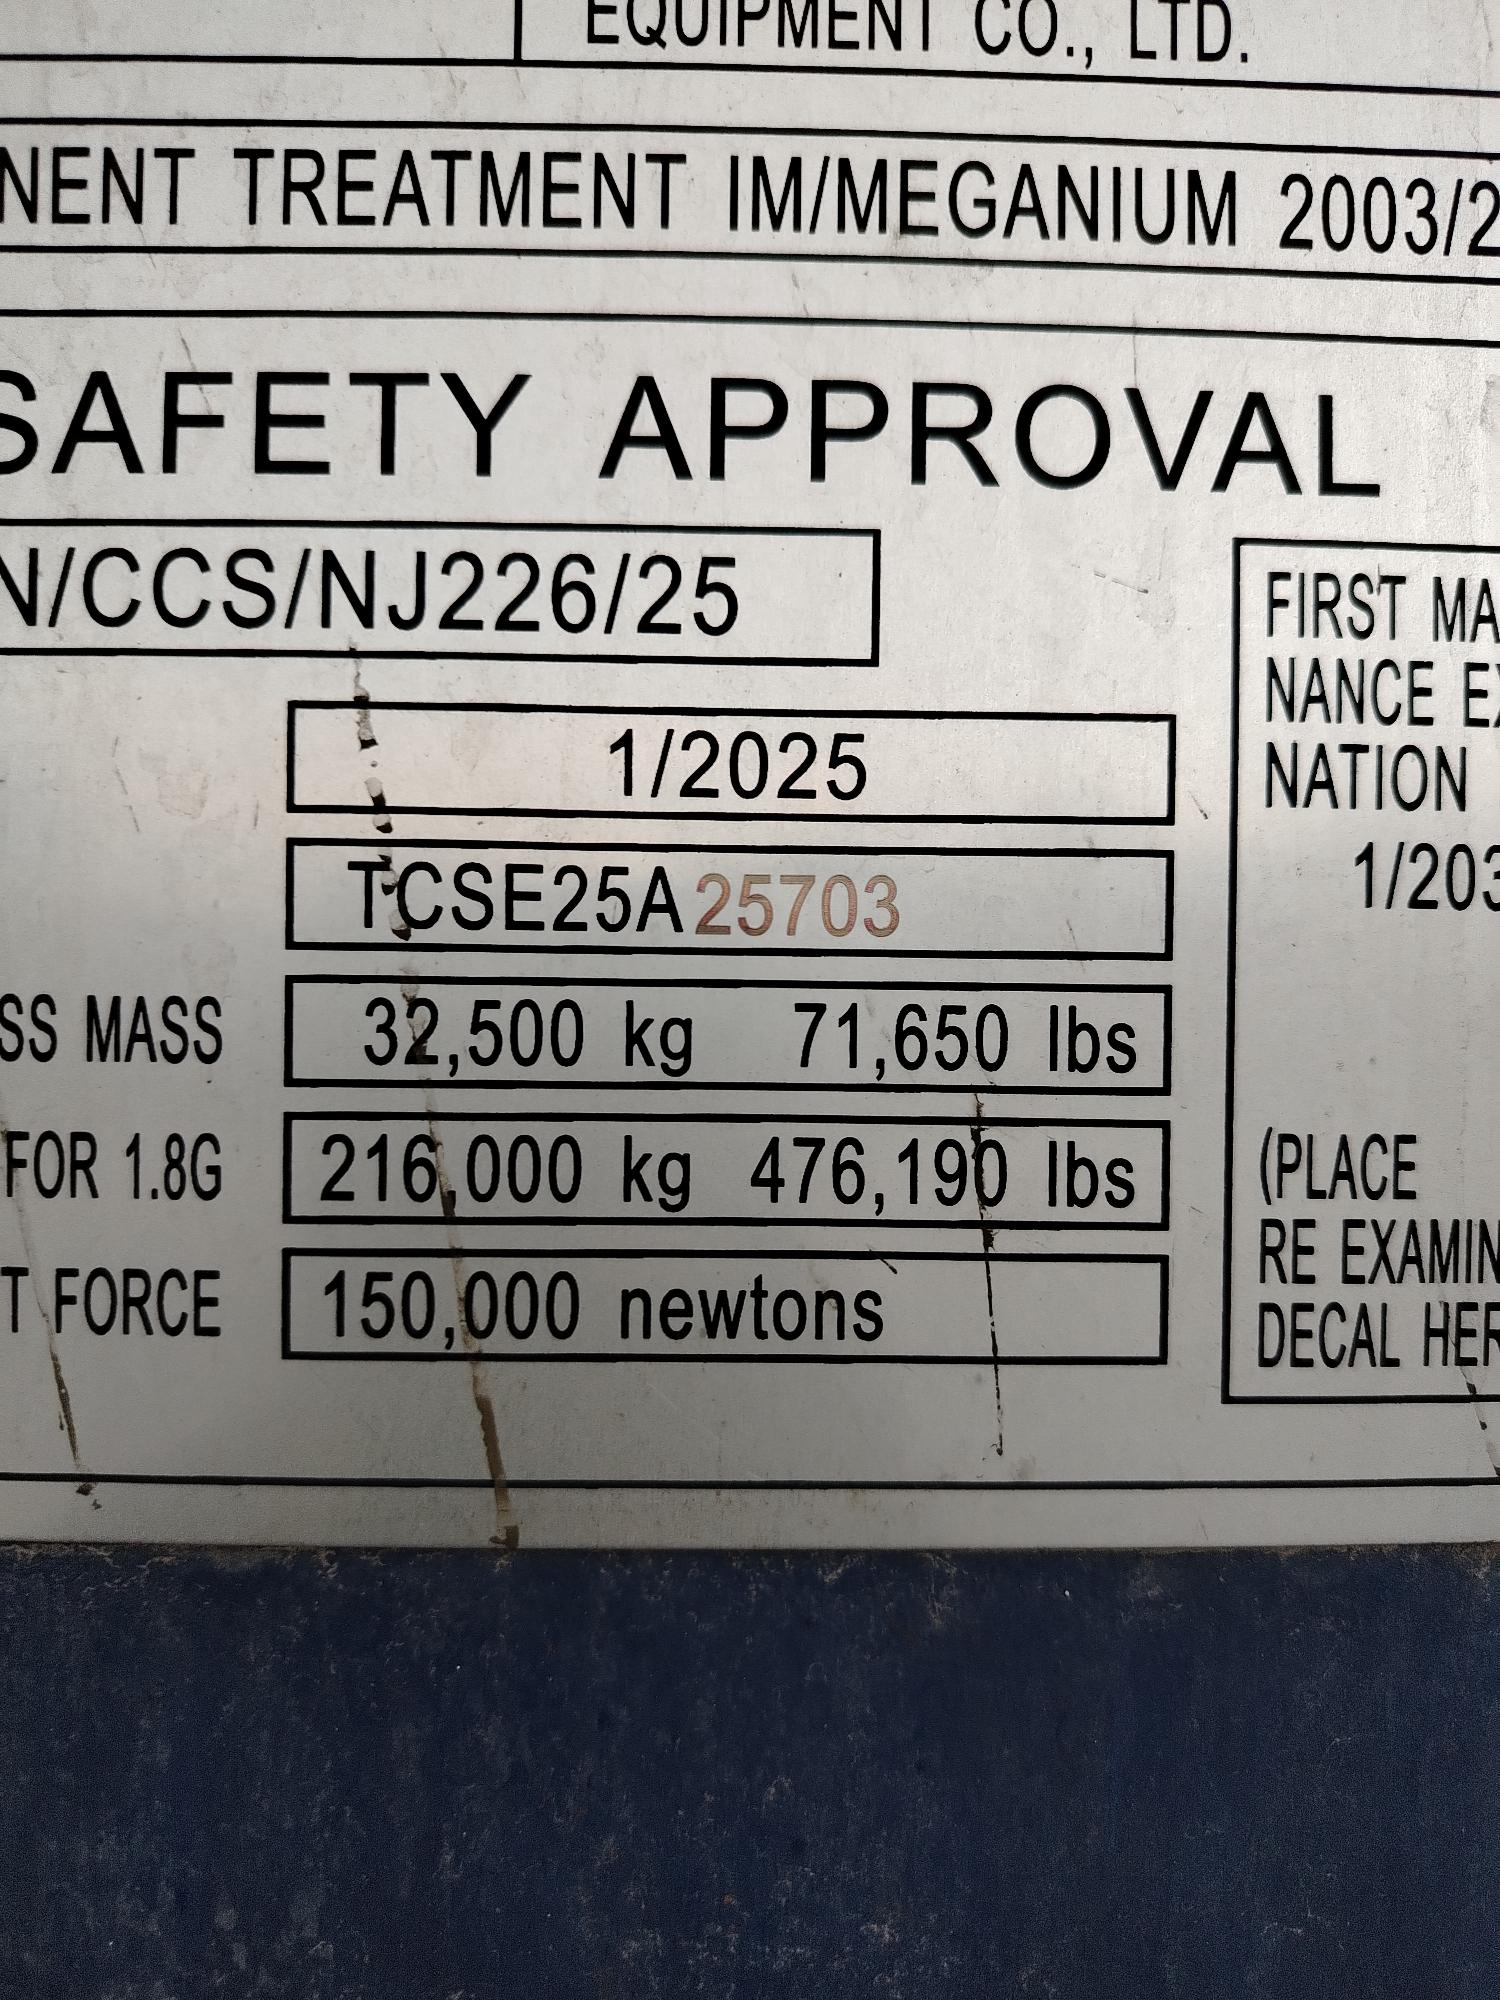 EQUIPMENT CO., LTD.
NENT TREATMENT IM/MEGANIUM 2003/2
SAFETY APPROVAL
N/CCS/NJ226/25
1/2025
TCSE25A25703
SS MASS 32,500 kg 71,650 lbs
FOR 1.8G 216,000 kg 476,190 lbs
T FORCE 150,000 newtons
FIRST MA
NANCE EX
NATION
1/203
(PLACE
RE EXAMIN
DECAL HER